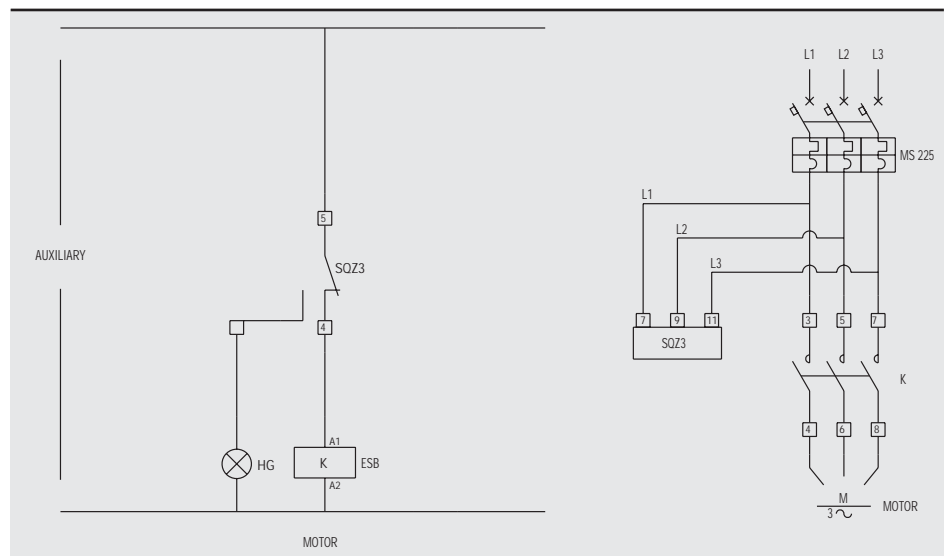 L1 L2 L3
MS 225
L1
L2
L3
5
AUXILIARY
SQZ3
4
7 9 11
SQZ3
3 5 7
K
4 6 8
A1
K ESB
A2
HG
M
3
MOTOR
MOTOR